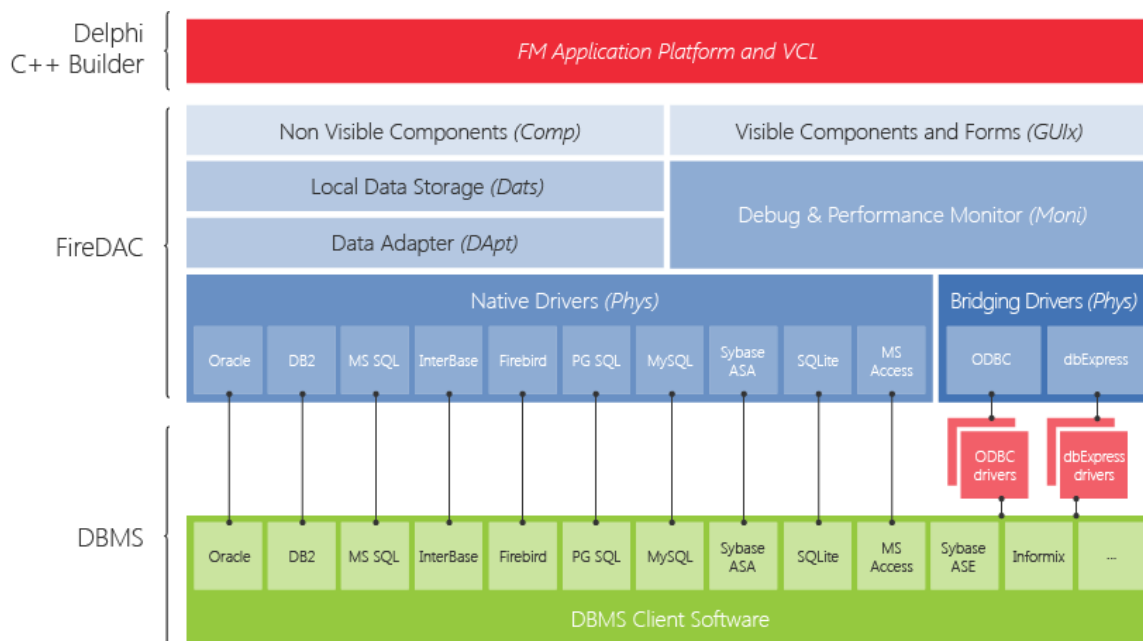 Delphi
C++ Builder
FM Application Platform and VCL
FireDAC
Non Visible Components (Comp)
Visible Components and Forms (GUIx)
Local Data Storage (Dats)
Debug & Performance Monitor (Moni)
Data Adapter (DApt)
Native Drivers (Phys)
Bridging Drivers (Phys)
Oracle
DB2
MS SQL
InterBase
Firebird
PG SQL
MySQL
Sybase
ASA
SQLite
MS
Access
ODBC
dbExpress
ODBC
drivers
dbExpress
drivers
DBMS
Oracle
DB2
MS SQL
InterBase
Firebird
PG SQL
MySQL
Sybase
ASA
SQLite
MS
Access
Sybase
ASE
Informix
...
DBMS Client Software